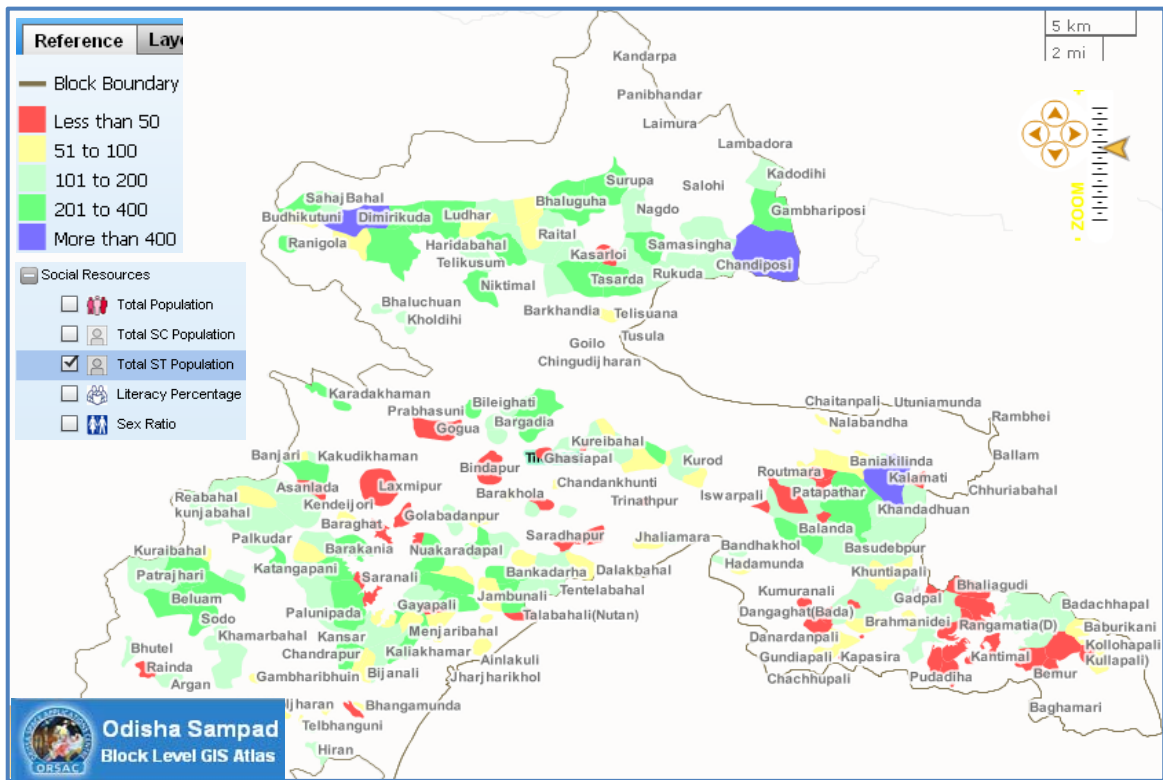 Reference
Block Boundary
Less than 50
51 to 100
101 to 200
201 to 400
More than 400
Social Resources
Total Population
Total SC Population
Total ST Population
Literacy Percentage
Sex Ratio
5 km
2 mi
ZOOM
Kandarpa
Panibhandar
Laimura
Lambadora
Kadodihi
Surupa
Salohi
SahajBahal
Bhaluguha
Nagdo
Gambhariposi
Budhikutuni
Dimirikuda
Ludhar
Raital
Ranigola
Haridabahal
Kasarloi
Samasingha
Telikusum
Chandiposi
Tasarda
Rukuda
Niktimal
Bhaluchuan
Kholdihi
Barkhandia
Telisuana
Goilo
Tusula
Chingudijharan
Karadakhaman
Prabhasuni
Bileighati
Gogua
Bargadia
Chaitanpali
Utuniamunda
Rambhei
Nalabandha
Kureibahal
Banjari
Kakudikhaman
Ghasiapal
Kurod
Baniakilinda
Ballam
Bindapur
Routmara
Kalamati
Asanlada
Laxmipur
Chandankhunti
Iswarpali
Patapathar
Chhuriabahal
Reabahal
kunjabahal
Kendeijori
Barakhola
Trinathpur
Khandadhuan
Baraghat
Golabadanpur
Balanda
Palkudar
Saradhapur
Jhaliamara
Bandhakhol
Basudebpur
Kuraibahal
Barakania
Nuakaradapal
Hadamunda
Katangapani
Bankadarha
Dalakbahal
Khuntiapali
Patrajhari
Saranali
Tentelabahal
Bhaliagudi
Beluam
Jambunali
Kumuranali
Gadpal
Gayapali
Sodo
Palunipada
Talabahali(Nutan)
Dangaghat(Bada)
Badachhapal
Khamarbahal
Kansar
Menjaribahal
Brahmanidei
Rangamatia(D)
Baburikani
Bhutel
Chandrapur
Kaliakhamar
Danardanpali
Kollohapali
Rainda
Ainlakuli
Gundiapali
Kapasira
Kantimal
Kullapali)
Argan
Gambharibhuin
Bijanali
Jharjharikhol
Chachhupali
Pudadiha
Bemur
Bhangamunda
Baghamari
Telbhanguni
Hiran
Odisha Sampad
Block Level GIS Atlas
ORSAC